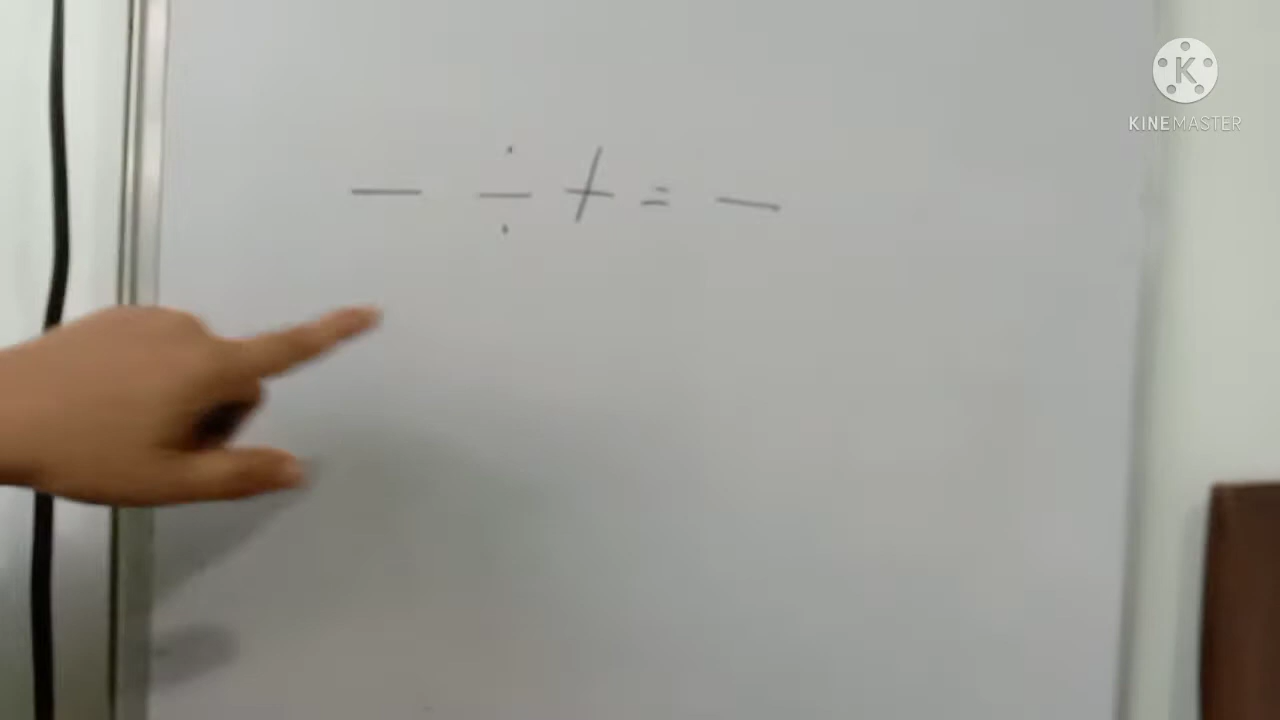 — ÷ + = —
KINEMASTER